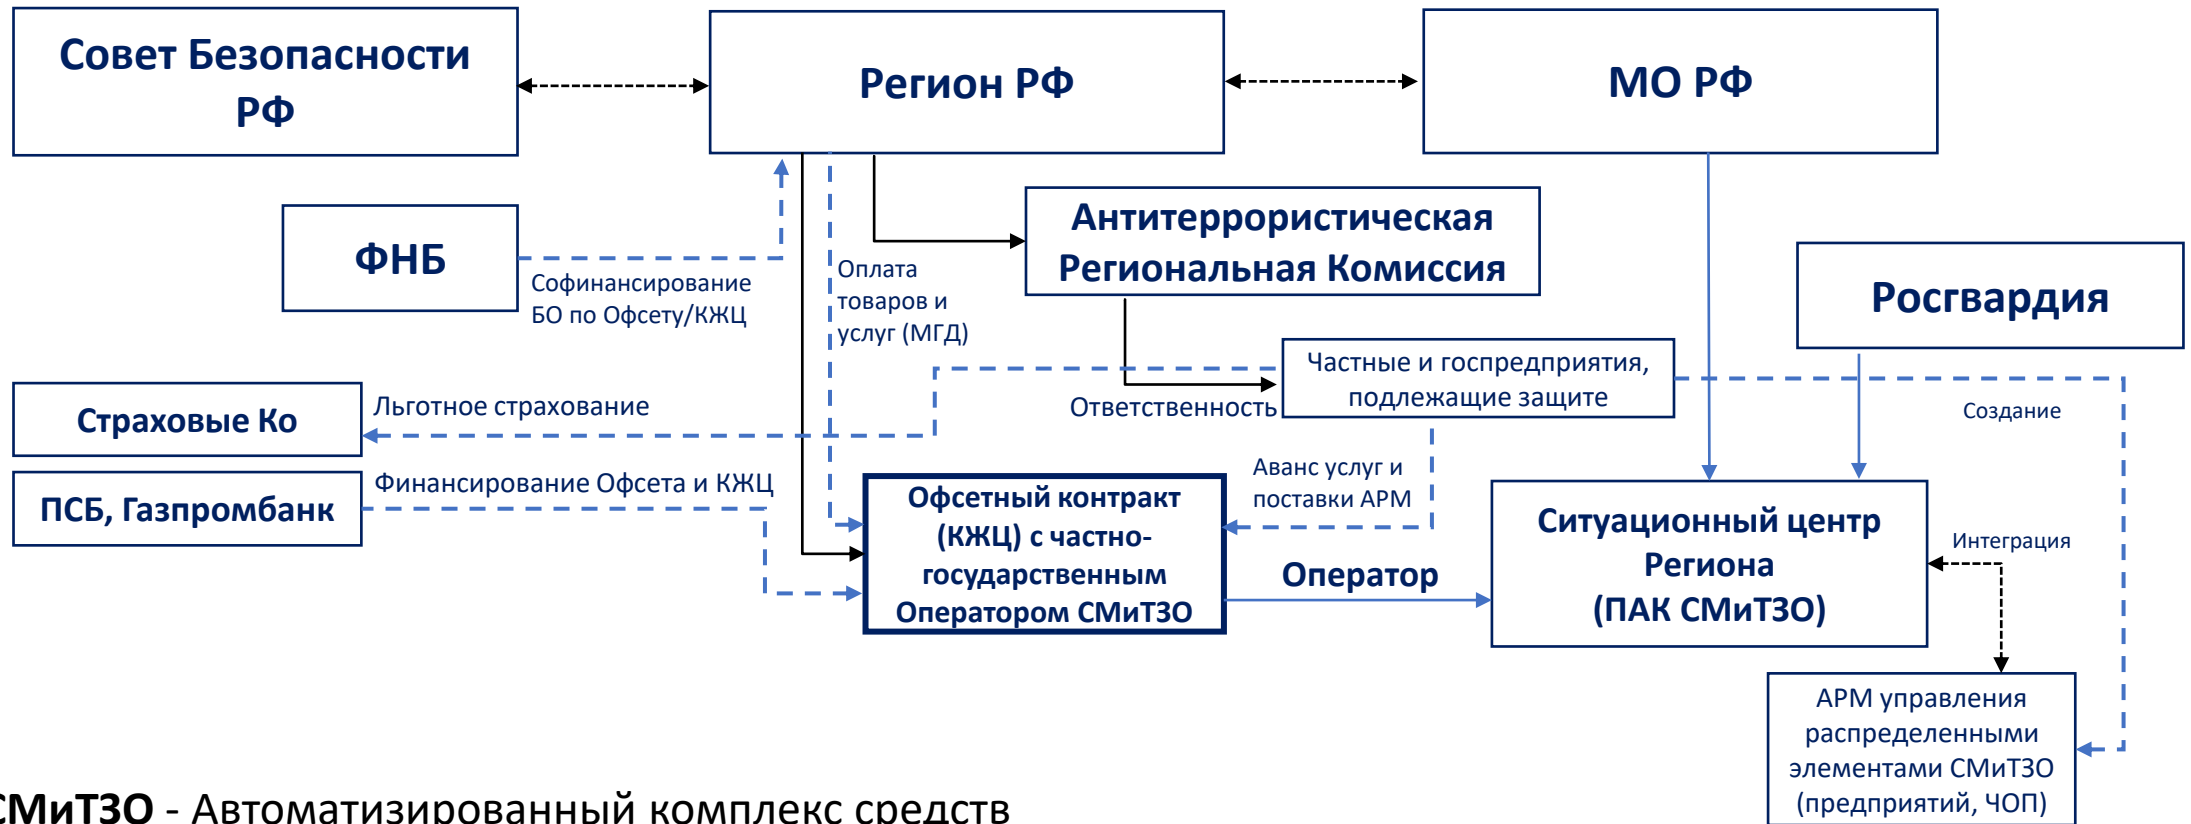 Совет Безопасности
РФ
Регион РФ
МО РФ
ФНБ
Софинансирование
БО по Офсету/КЖЦ
Оплата
товаров и
услуг (МГД)
Антитеррористическая
Региональная Комиссия
Росгвардия
Частные и госпредприятия,
подлежащие защите
Ответственность
Создание
Страховые Ко
Льготное страхование
ПСБ, Газпромбанк
Финансирование Офсета и КЖЦ
Аванс услуг и
поставки АРМ
Офсетный контракт
(КЖЦ) с частно-
государственным
Оператором СМиТЗО
Оператор
Ситуационный центр
Региона
(ПАК СМиТЗО)
Интеграция
АРМ управления
распределенными
элементами СМиТЗО
(предприятий, ЧОП)
СМиТЗО - Автоматизированный комплекс средств